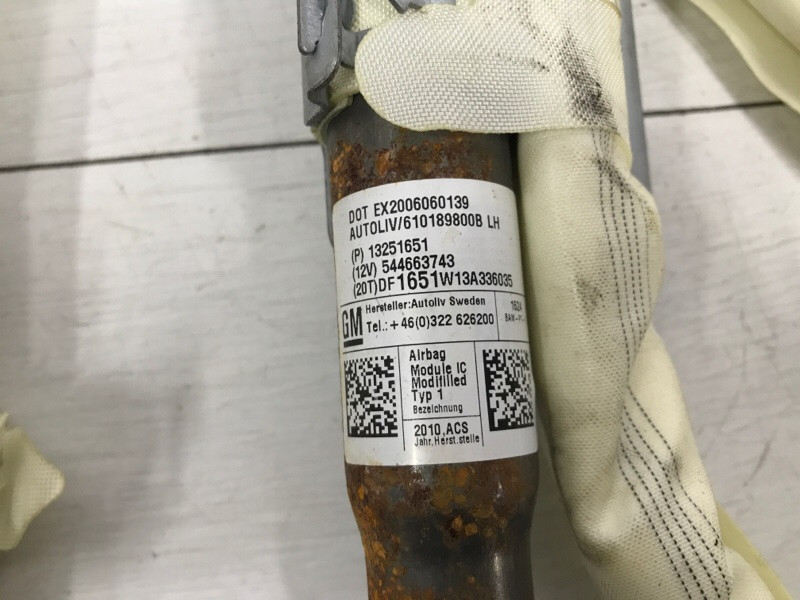 DOT EX2006060139
AUTOLIV/610189800B LH
(P) 13251651
(12V) 544663743
(20T)DF1651W13A336035
GM
Hersteller:Autoliv Sweden
Tel.:+46(0)322 626200
Airbag
Module IC
Modifilled
Typ 1
Bezeichnung
2010,ACS
Jahr,Herst.stelle